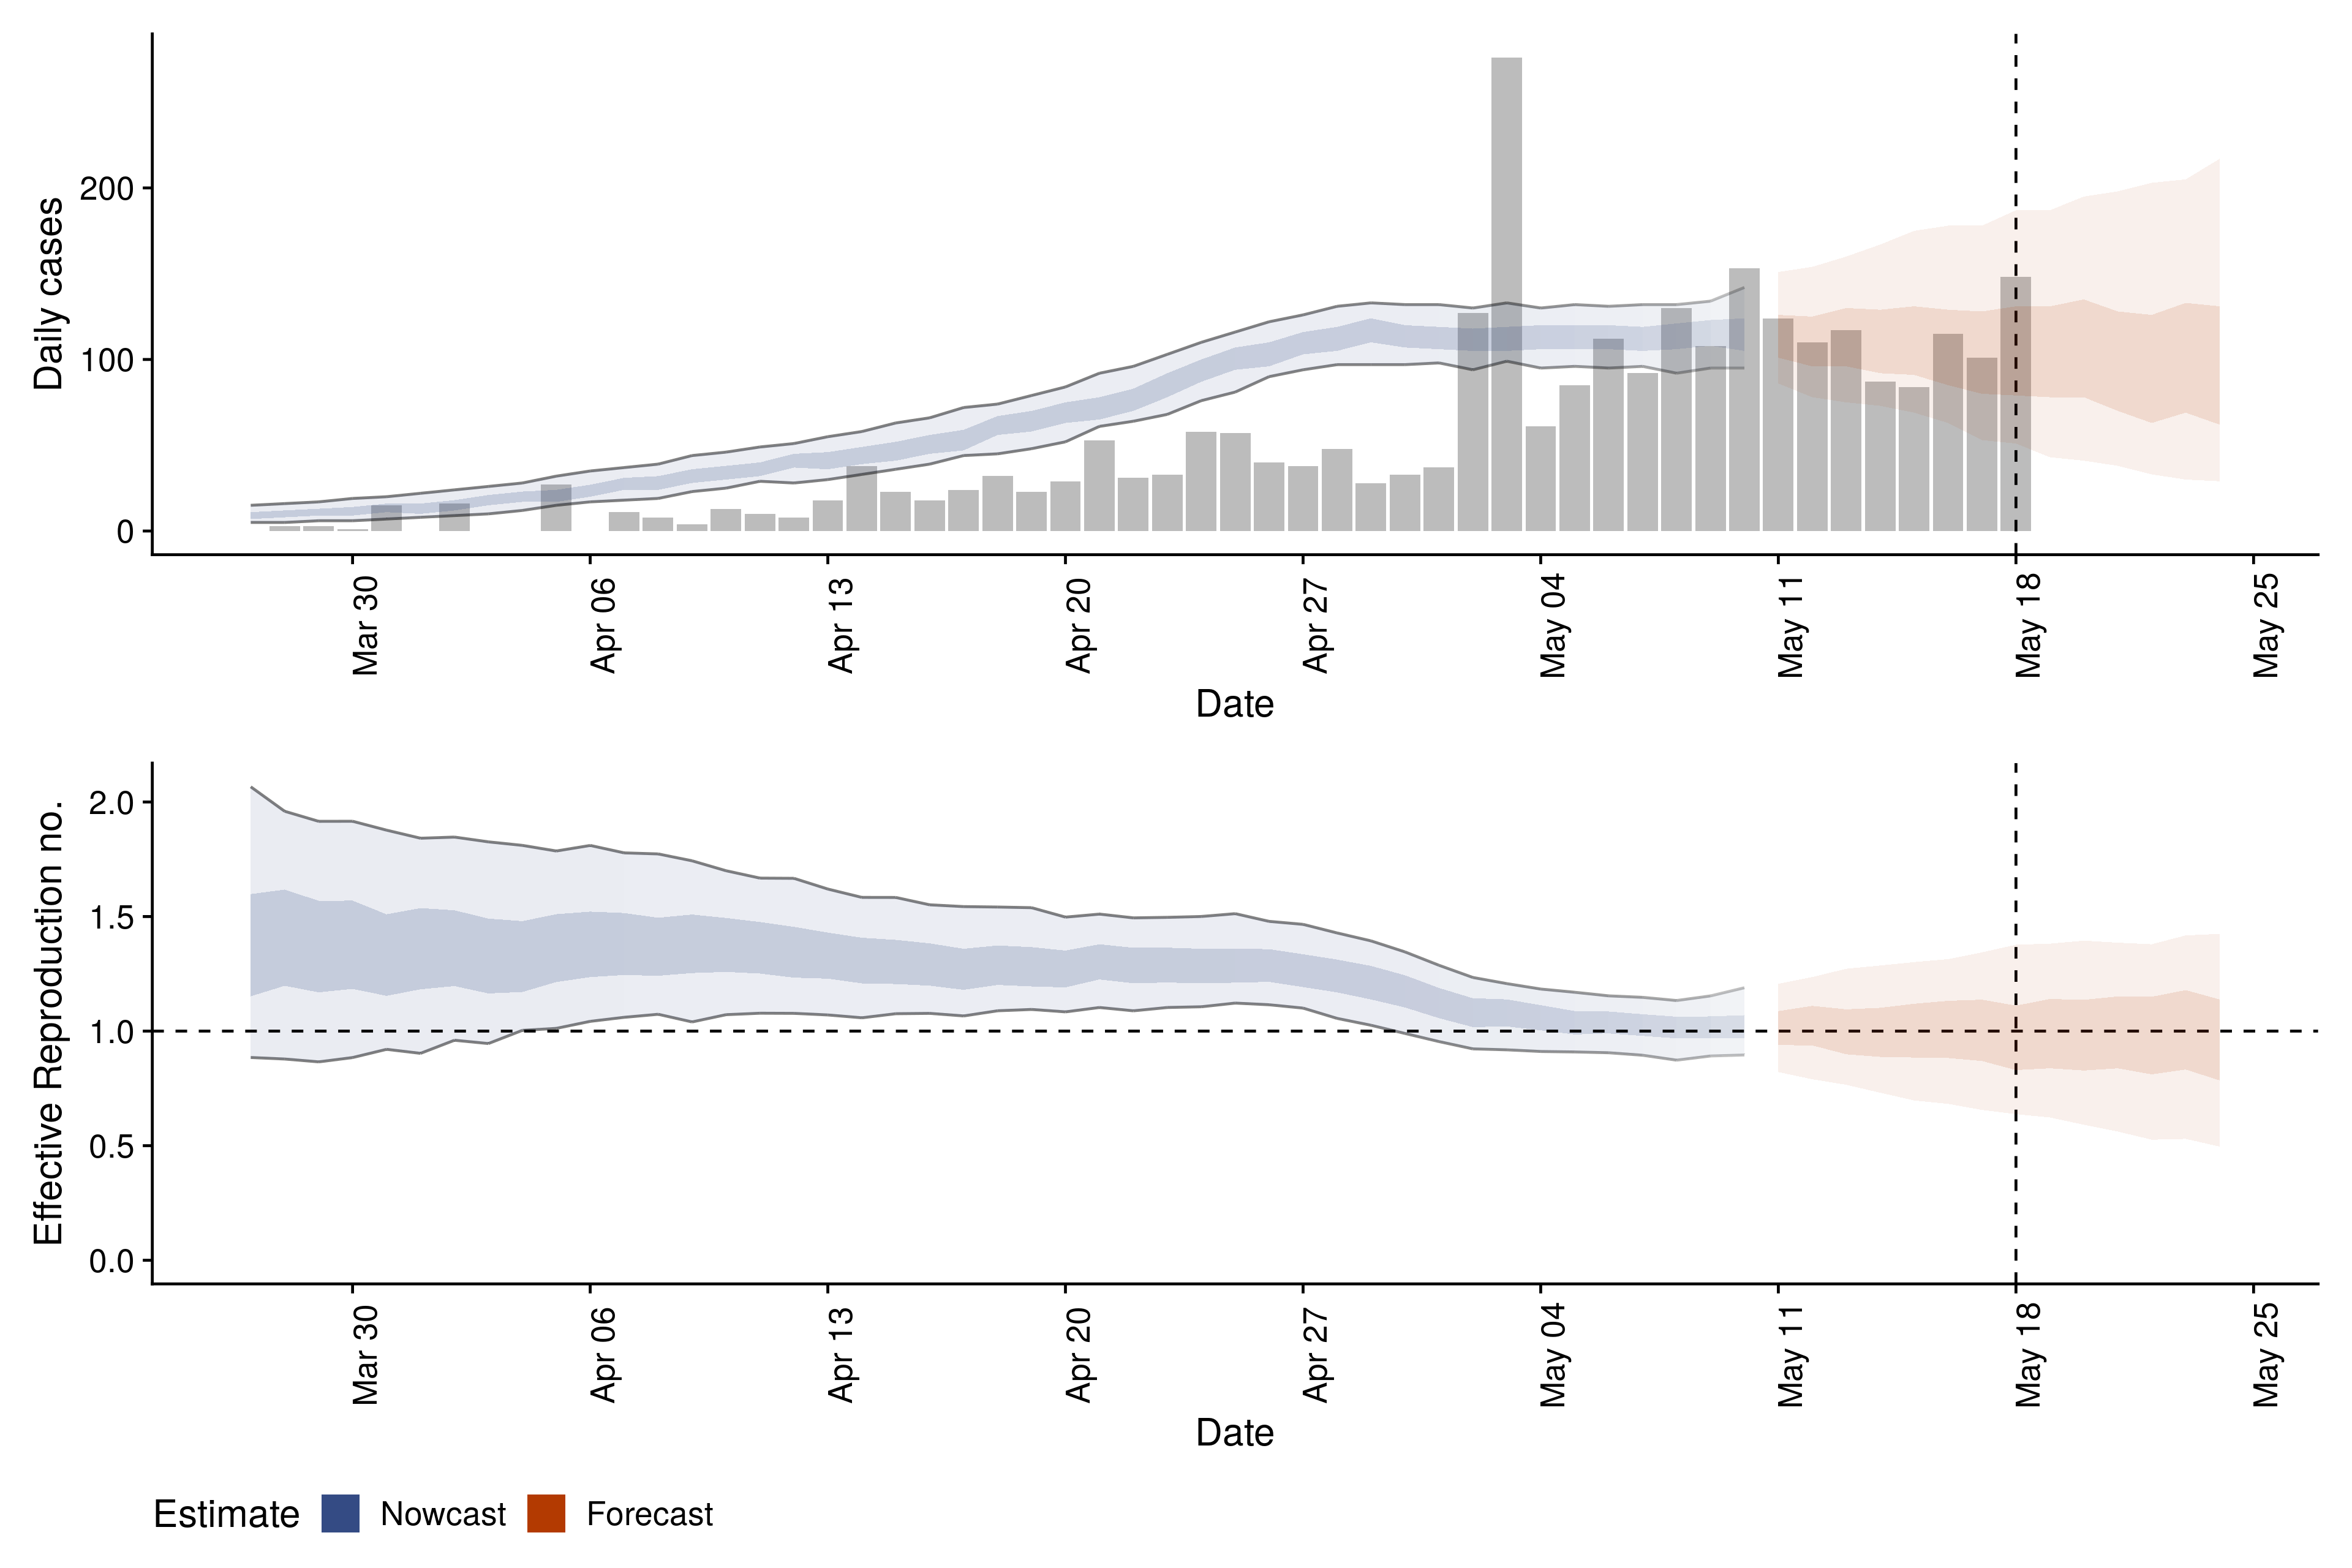 Daily cases
200
100
0
Mar 30
Apr 06
Apr 13
Apr 20
Apr 27
May 04
May 11
May 18
May 25
Date
Effective Reproduction no.
2.0
1.5
1.0
0.5
0.0
Mar 30
Apr 06
Apr 13
Apr 20
Apr 27
May 04
May 11
May 18
May 25
Date
Estimate Nowcast Forecast